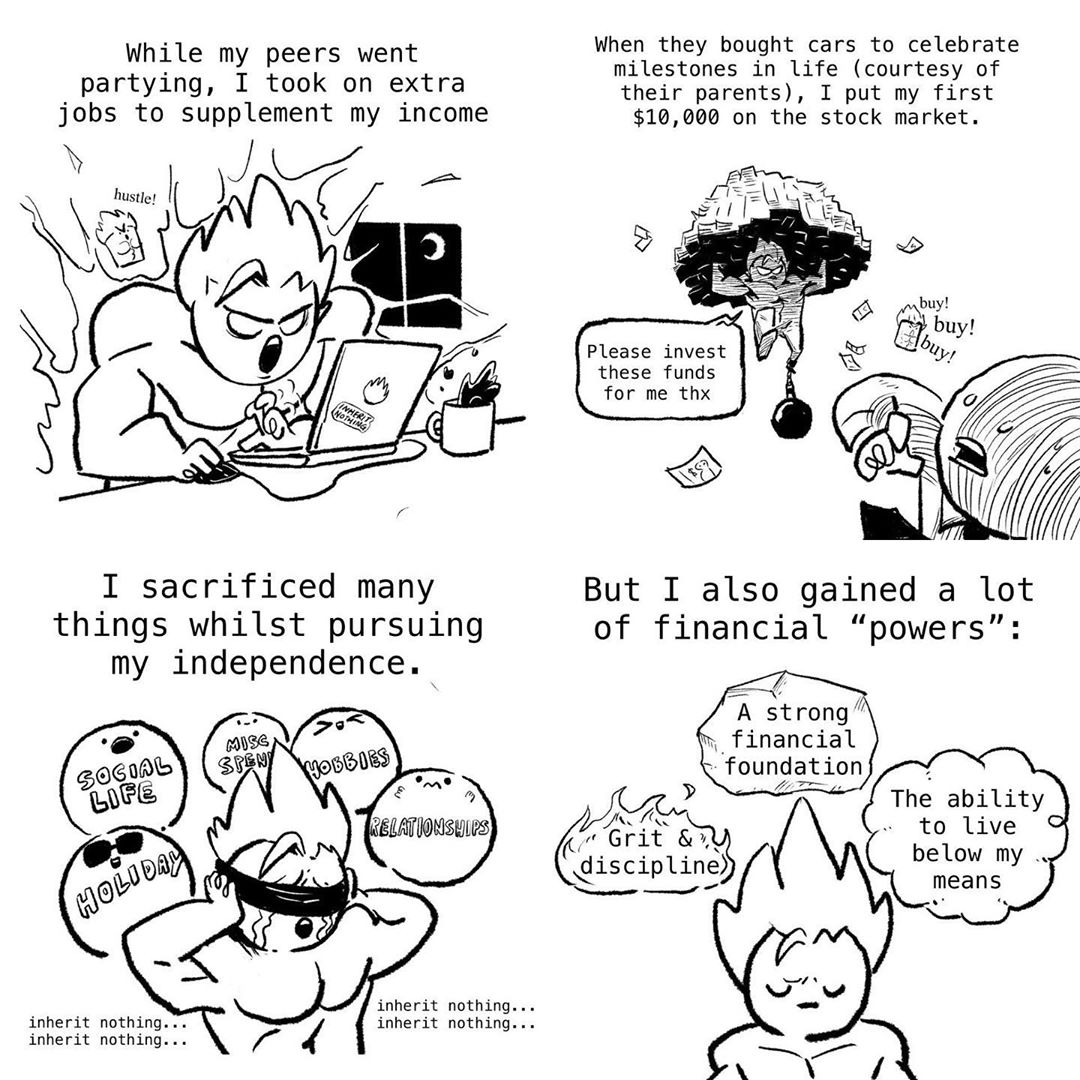 While my peers went
partying, I took on extra
jobs to supplement my income
hustle!
INHERIT
NOTHING
When they bought cars to celebrate
milestones in life (courtesy of
their parents), I put my first
$10,000 on the stock market.
buy!
buy!
buy!
Please invest
these funds
for me thx
I sacrificed many
things whilst pursuing
my independence.
SOCIAL
LIFE
MISC
SPEN
HOBBIES
RELATIONSHIPS
HOLIDAY
inherit nothing...
inherit nothing...
inherit nothing...
inherit nothing...
But I also gained a lot
of financial “powers”:
A strong
financial
foundation
Grit &
discipline
The ability
to live
below my
means